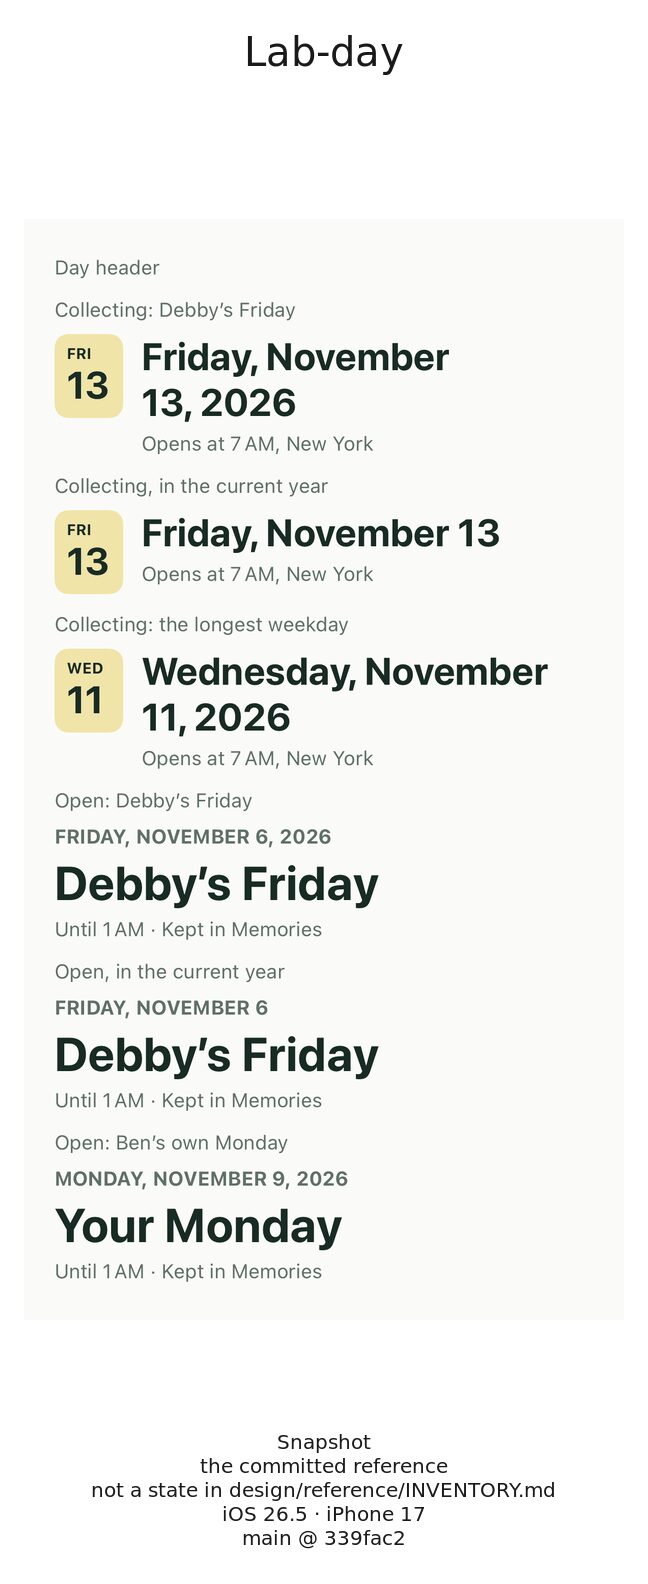 Lab-day
Day header
Collecting: Debby’s Friday
FRI
13
Friday, November
13, 2026
Opens at 7 AM, New York
Collecting, in the current year
FRI
13
Friday, November 13
Opens at 7 AM, New York
Collecting: the longest weekday
WED
11
Wednesday, November
11, 2026
Opens at 7 AM, New York
Open: Debby’s Friday
FRIDAY, NOVEMBER 6, 2026
Debby’s Friday
Until 1 AM · Kept in Memories
Open, in the current year
FRIDAY, NOVEMBER 6
Debby’s Friday
Until 1 AM · Kept in Memories
Open: Ben’s own Monday
MONDAY, NOVEMBER 9, 2026
Your Monday
Until 1 AM · Kept in Memories
Snapshot
the committed reference
not a state in design/reference/INVENTORY.md
iOS 26.5 · iPhone 17
main @ 339fac2